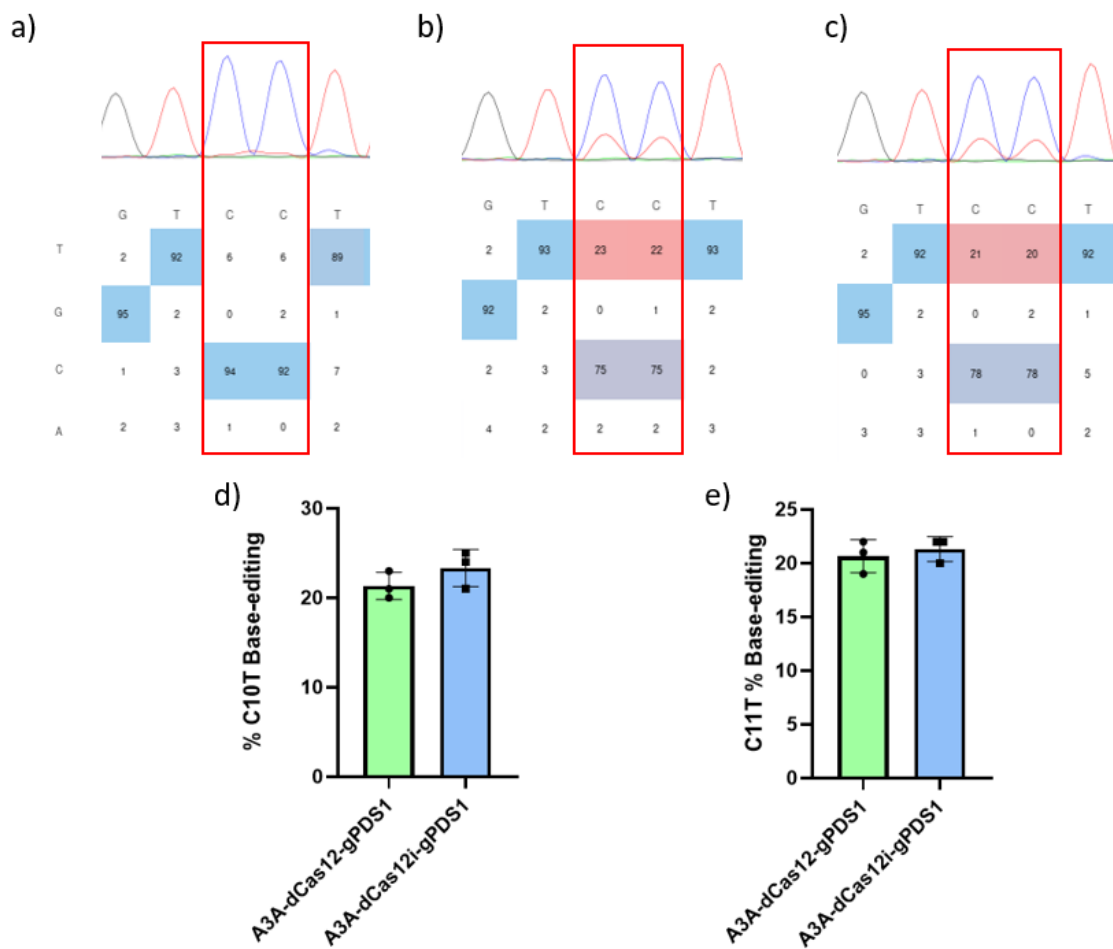 a)
b)
c)
G T C C T
G T C C T
G T C C T
T 2 92 6 6 89
2 93 23 22 93
2 92 21 20 92
G 95 2 0 2 1
92 2 0 1 2
95 2 0 2 1
C 1 3 94 92 7
2 3 75 75 2
0 3 78 78 5
A 2 3 1 0 2
4 2 2 2 3
3 3 1 0 2
d)
% C10T Base-editing
30
20
10
0
A3A-dCas12-gPDS1
A3A-dCas12i-gPDS1
e)
C11T % Base-editing
25
20
15
10
5
0
A3A-dCas12-gPDS1
A3A-dCas12i-gPDS1